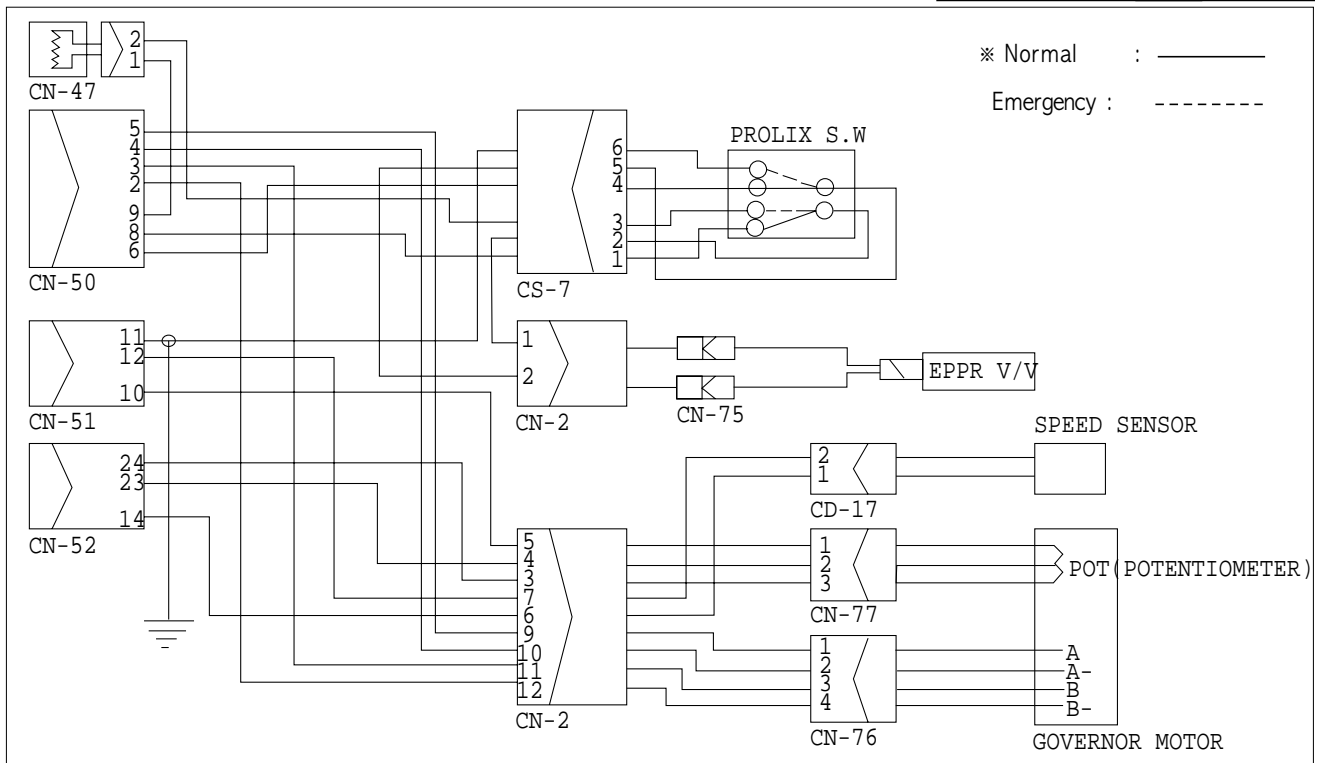 ※ Normal :
Emergency :
2
1
CN-47
5
4
3
2
9
8
6
CN-50
6
5
4
3
2
1
CS-7
PROLIX S.W
11
12
10
CN-51
1
2
CN-2
CN-75
EPPR V/V
24
23
14
CN-52
5
4
3
7
6
9
10
11
12
CN-2
2
1
CD-17
SPEED SENSOR
1
2
3
CN-77
POT(POTENTIOMETER)
1
2
3
4
CN-76
A
A-
B
B-
GOVERNOR MOTOR